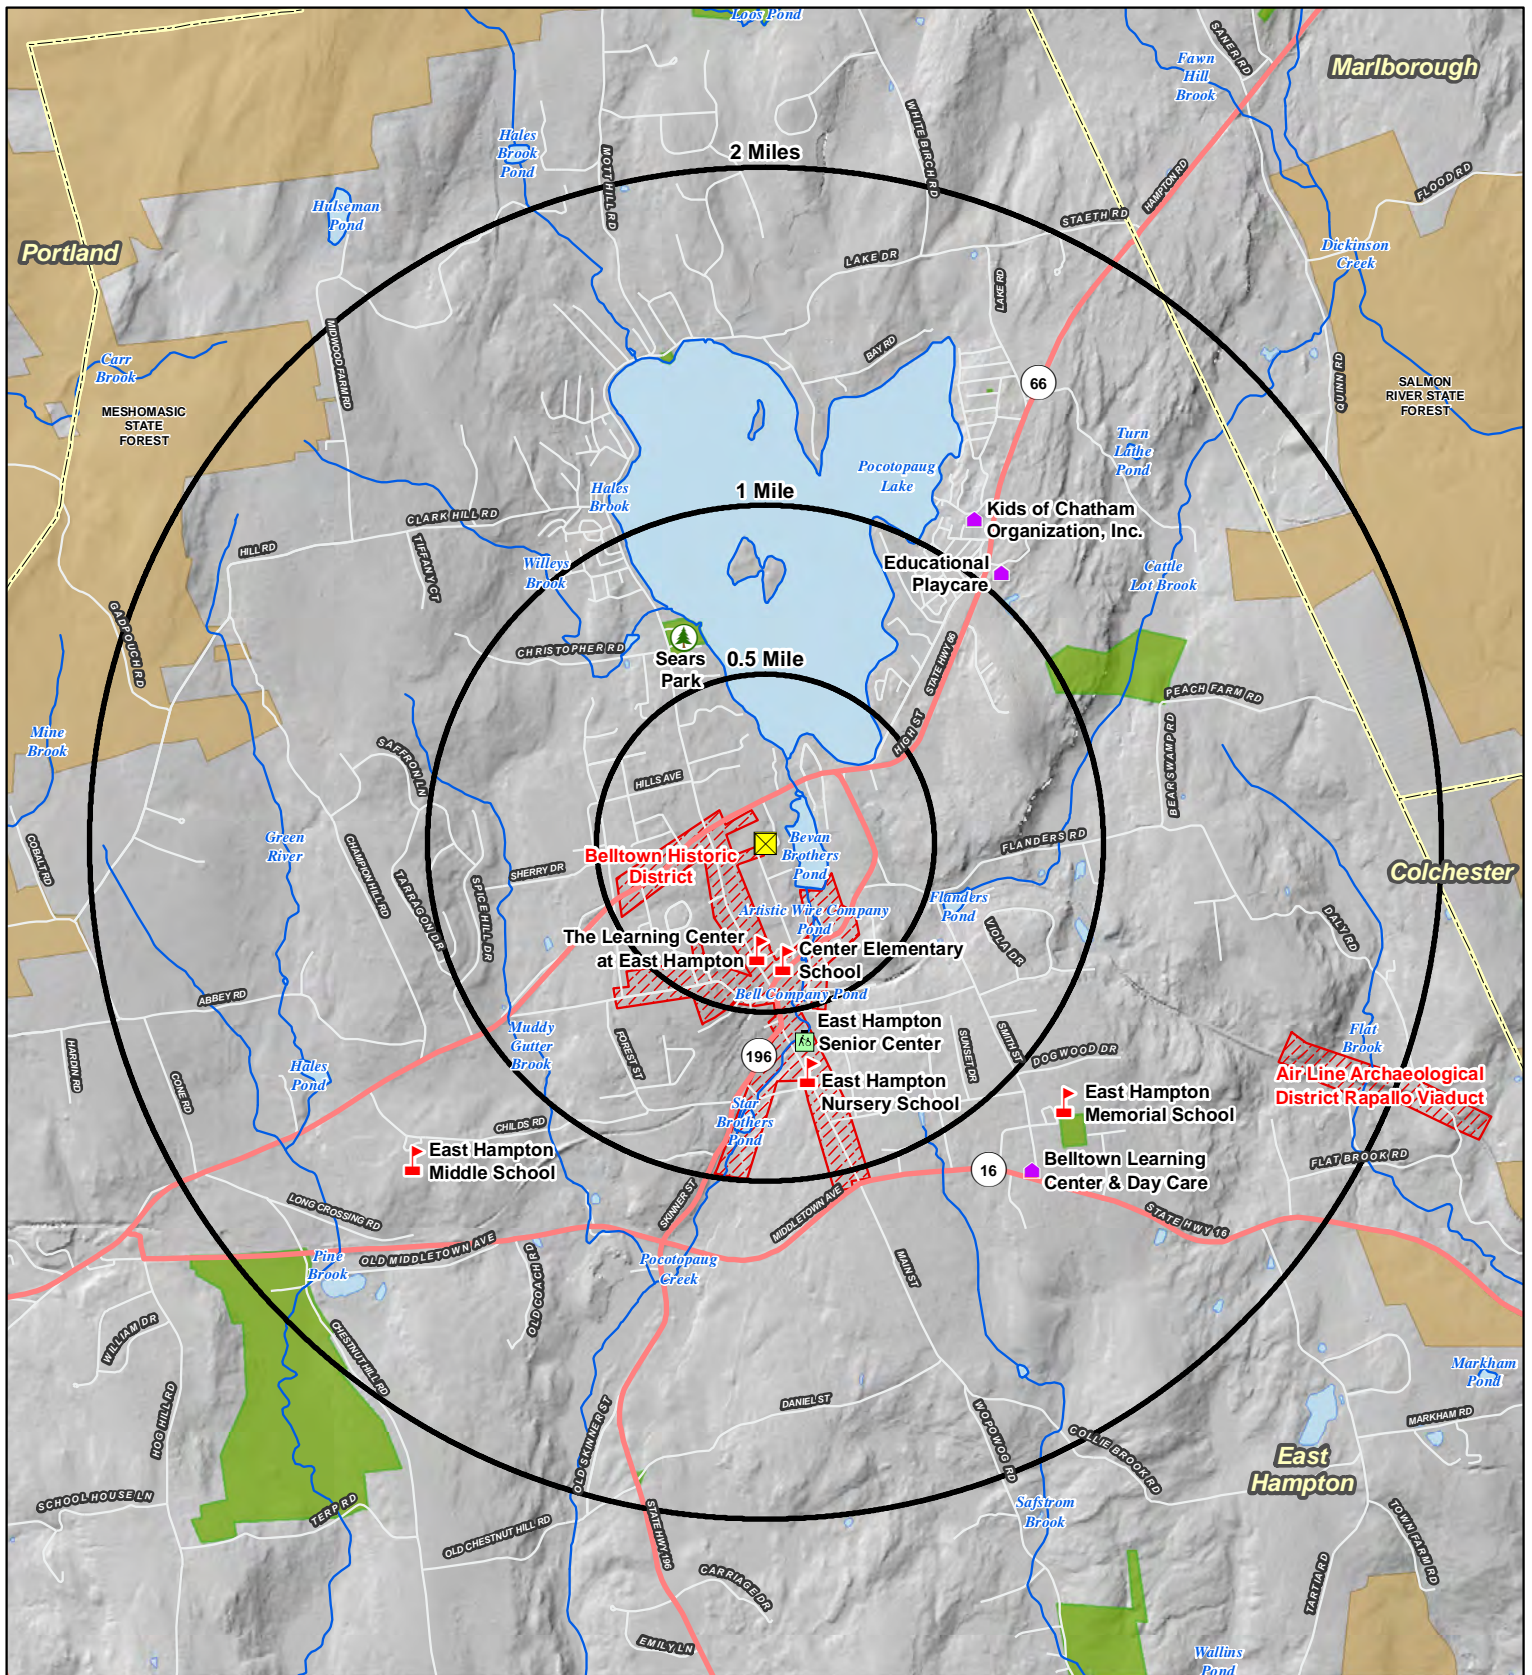 Loos Pond
SANER RD
Marlborough
Fawn
Hill
Brook
Hales
Brook
Pond
WHITE BIRCH RD
MOTT HILL RD
2 Miles
HAMPTON RD
FLOOD RD
Hulseman
Pond
STAETH RD
Portland
LAKE DR
Dickinson
Creek
LAKE RD
MIDWOOD FARM RD
BAY RD
Carr
Brook
66
QUINN RD
SALMON
RIVER STATE
FOREST
MESHOMASIC
STATE
FOREST
Turn
Lathe
Pond
Pocotopaug
Lake
1 Mile
Hales
Brook
CLARK HILL RD
Kids of Chatham
Organization, Inc.
HILL RD
TIFFANY CT
Willeys
Brook
Educational
Playcare
Cattle
Lot Brook
GADPOUCH RD
CHRISTOPHER RD
Sears
Park
0.5 Mile
STATE HWY 66
PEACH FARM RD
Mine
Brook
HIGH ST
SAFFRON LN
BEAR SWAMP RD
HILLS AVE
COBALT RD
Green
River
CHAMPION HILL RD
TARRAGON DR
SPICE HILL DR
SHERRY DR
Belltown Historic
District
Bevan
Brothers
Pond
FLANDERS RD
Colchester
Artistic Wire Company
Pond
Flanders
Pond
VIOLA DR
DALY RD
The Learning Center
at East Hampton
Center Elementary
School
Bell Company Pond
ABBEY RD
Muddy
Gutter
Brook
FOREST ST
196
East Hampton
Senior Center
SUNSET DR
SMITH ST
DOGWOOD DR
Flat
Brook
HARDIN RD
CONE RD
Hales
Pond
East Hampton
Nursery School
Air Line Archaeological
District Rapallo Viaduct
East Hampton
Memorial School
Star
Brothers
Pond
CHILDS RD
East Hampton
Middle School
16
Belltown Learning
Center & Day Care
FLAT BROOK RD
LONG CROSSING RD
SKINNER ST
MIDDLETOWN AVE
STATE HWY 16
OLD MIDDLETOWN AVE
Pine
Brook
OLD COACH RD
Pocotopaug
Creek
MAIN ST
WILLIAM DR
CHESTNUT HILL RD
Markham
Pond
HOG HILL RD
DANIEL ST
OLD SKINNER ST
WOPOWOG RD
COLLIE BROOK RD
MARKHAM RD
East
Hampton
SCHOOL HOUSE LN
TERP RD
Safstrom
Brook
TOWN FARM RD
OLD CHESTNUT HILL RD
STATE HWY 196
CARRIAGE DR
TARTIA RD
EMILY LN
Wallins
Pond